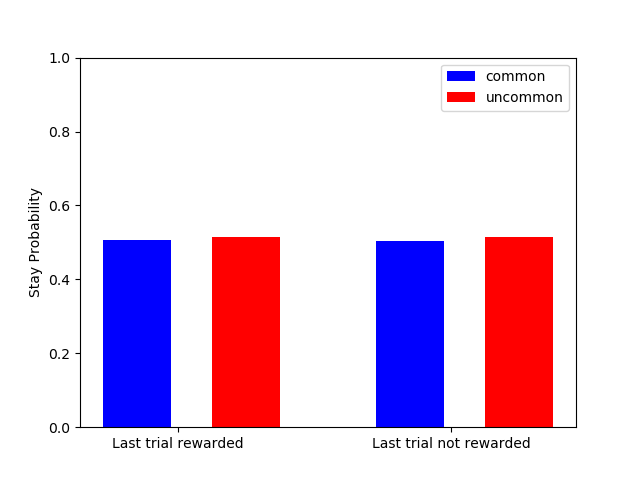 1.0
0.8
0.6
0.4
0.2
0.0
Stay Probability
common
uncommon
Last trial rewarded
Last trial not rewarded